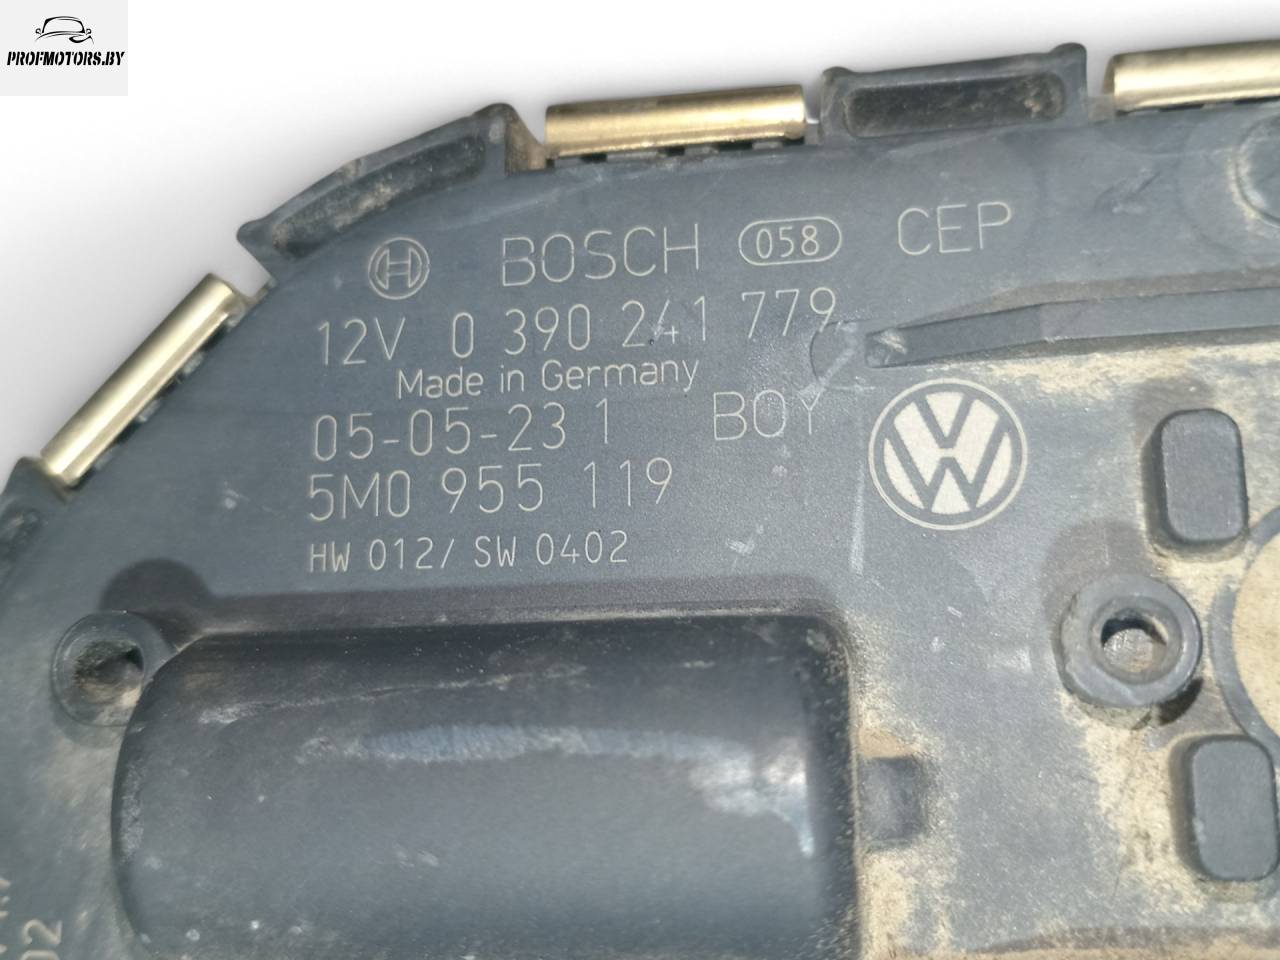 PROFMOTORS.BY
BOSCH 058 CEP
12V 0 390 241 779
Made in Germany
05-05-23 1 BOY
5M0 955 119
HW 012/ SW 0402
02